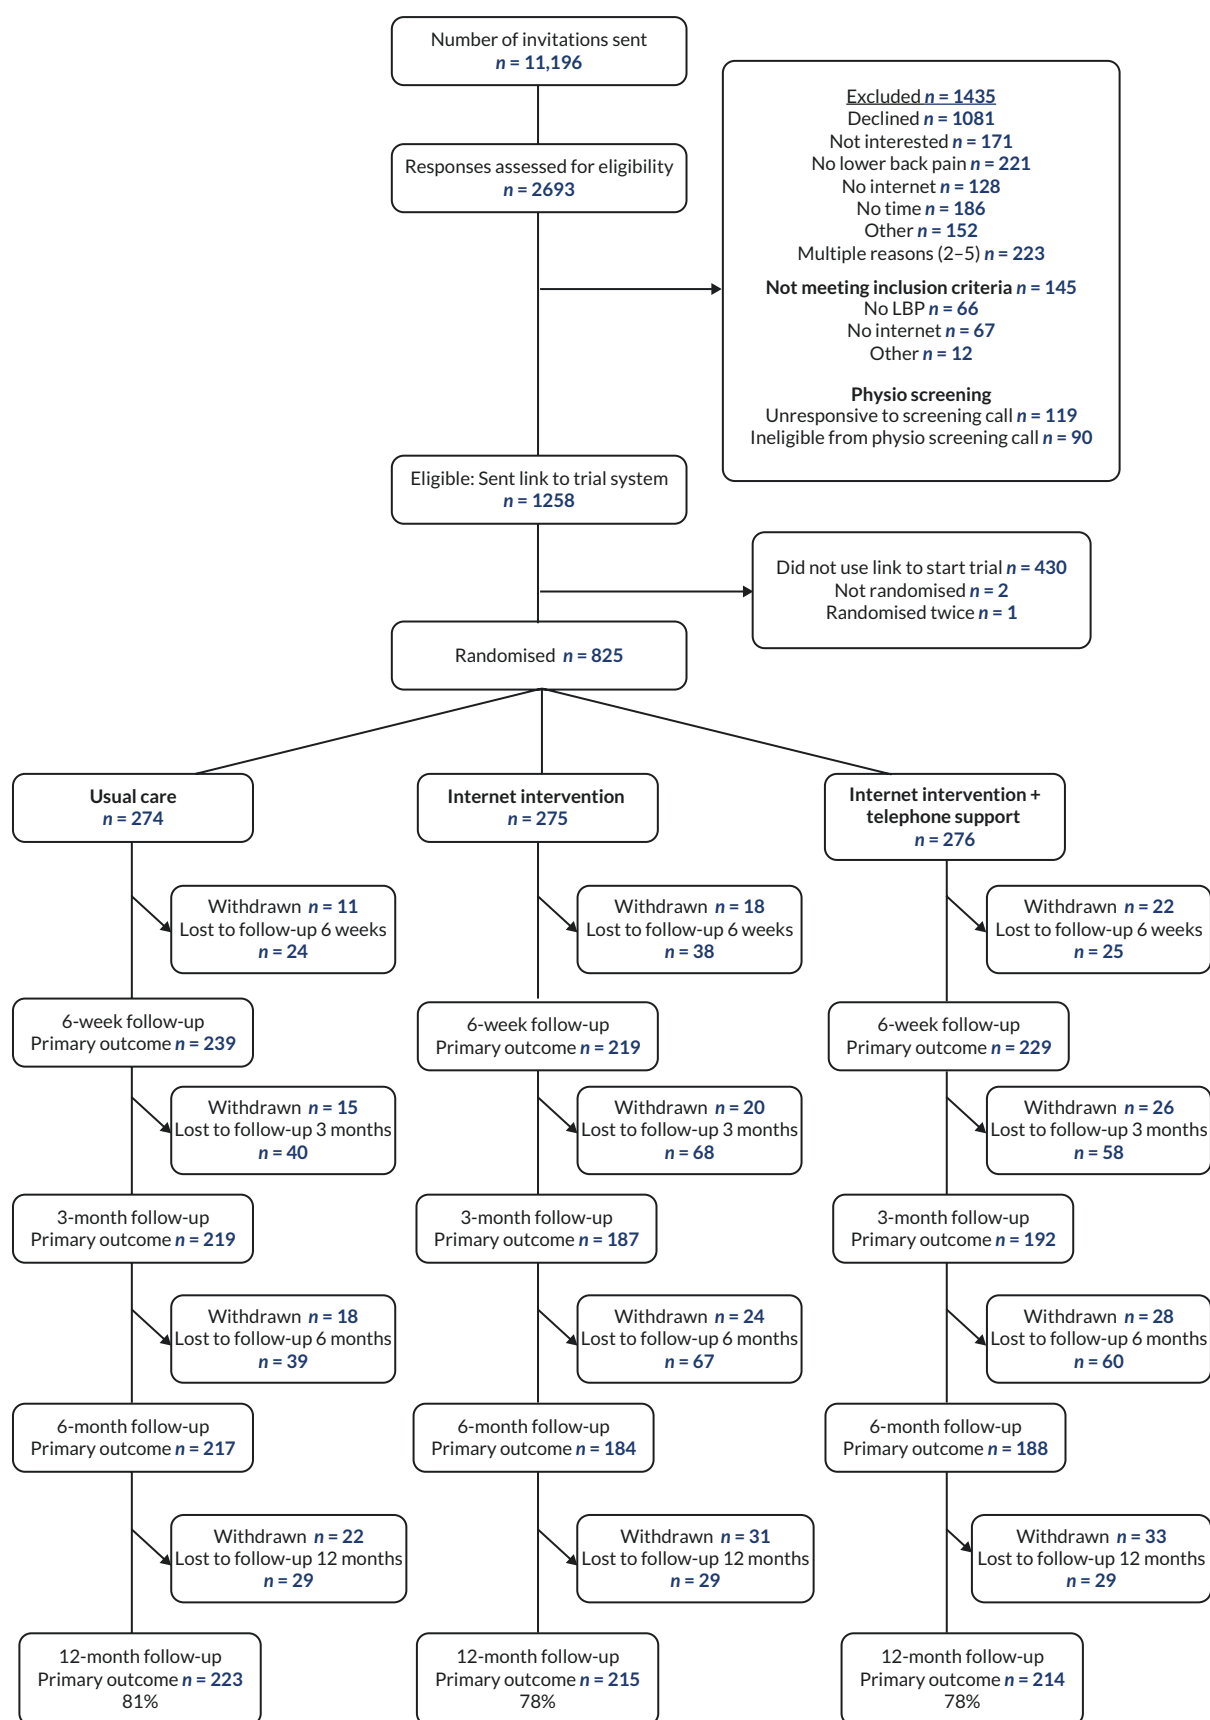 Number of invitations sent
n = 11,196
Responses assessed for eligibility
n = 2693
Excluded n = 1435
Declined n = 1081
Not interested n = 171
No lower back pain n = 221
No internet n = 128
No time n = 186
Other n = 152
Multiple reasons (2–5) n = 223
Not meeting inclusion criteria n = 145
No LBP n = 66
No internet n = 67
Other n = 12
Physio screening
Unresponsive to screening call n = 119
Ineligible from physio screening call n = 90
Eligible: Sent link to trial system
n = 1258
Did not use link to start trial n = 430
Not randomised n = 2
Randomised twice n = 1
Randomised n = 825
Usual care
n = 274
Internet intervention
n = 275
Internet intervention +
telephone support
n = 276
Withdrawn n = 11
Lost to follow-up 6 weeks
n = 24
Withdrawn n = 18
Lost to follow-up 6 weeks
n = 38
Withdrawn n = 22
Lost to follow-up 6 weeks
n = 25
6-week follow-up
Primary outcome n = 239
6-week follow-up
Primary outcome n = 219
6-week follow-up
Primary outcome n = 229
Withdrawn n = 15
Lost to follow-up 3 months
n = 40
Withdrawn n = 20
Lost to follow-up 3 months
n = 68
Withdrawn n = 26
Lost to follow-up 3 months
n = 58
3-month follow-up
Primary outcome n = 219
3-month follow-up
Primary outcome n = 187
3-month follow-up
Primary outcome n = 192
Withdrawn n = 18
Lost to follow-up 6 months
n = 39
Withdrawn n = 24
Lost to follow-up 6 months
n = 67
Withdrawn n = 28
Lost to follow-up 6 months
n = 60
6-month follow-up
Primary outcome n = 217
6-month follow-up
Primary outcome n = 184
6-month follow-up
Primary outcome n = 188
Withdrawn n = 22
Lost to follow-up 12 months
n = 29
Withdrawn n = 31
Lost to follow-up 12 months
n = 29
Withdrawn n = 33
Lost to follow-up 12 months
n = 29
12-month follow-up
Primary outcome n = 223
81%
12-month follow-up
Primary outcome n = 215
78%
12-month follow-up
Primary outcome n = 214
78%